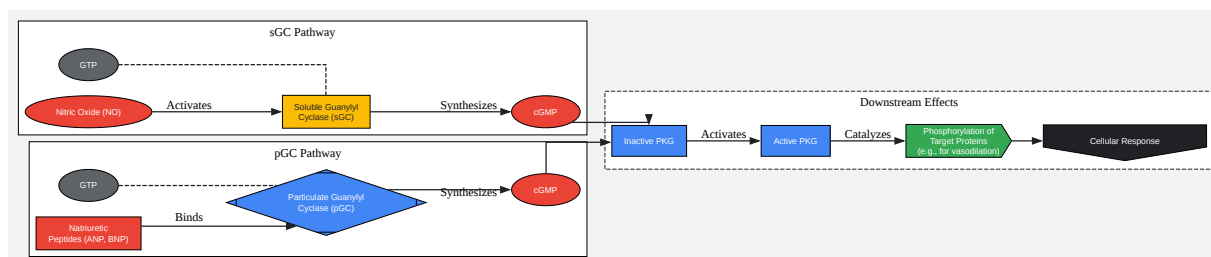 sGC Pathway
GTP
Nitric Oxide (NO)
Activates
Soluble Guanylyl
Cyclase (sGC)
Synthesizes
cGMP
pGC Pathway
GTP
Natriuretic
Peptides (ANP, BNP)
Binds
Particulate Guanylyl
Cyclase (pGC)
Synthesizes
cGMP
Downstream Effects
Inactive PKG
Activates
Active PKG
Catalyzes
Phosphorylation of
Target Proteins
(e.g., for vasodilation)
Cellular Response